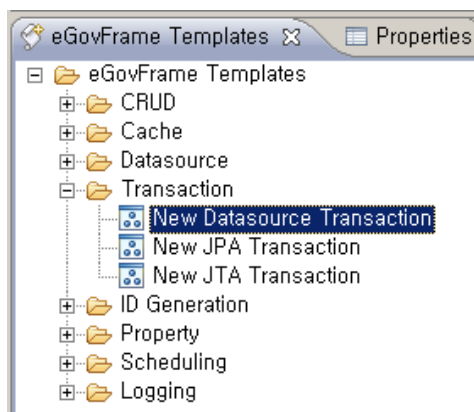 eGovFrame Templates Properties
eGovFrame Templates
CRUD
Cache
Datasource
Transaction
New Datasource Transaction
New JPA Transaction
New JTA Transaction
ID Generation
Property
Scheduling
Logging